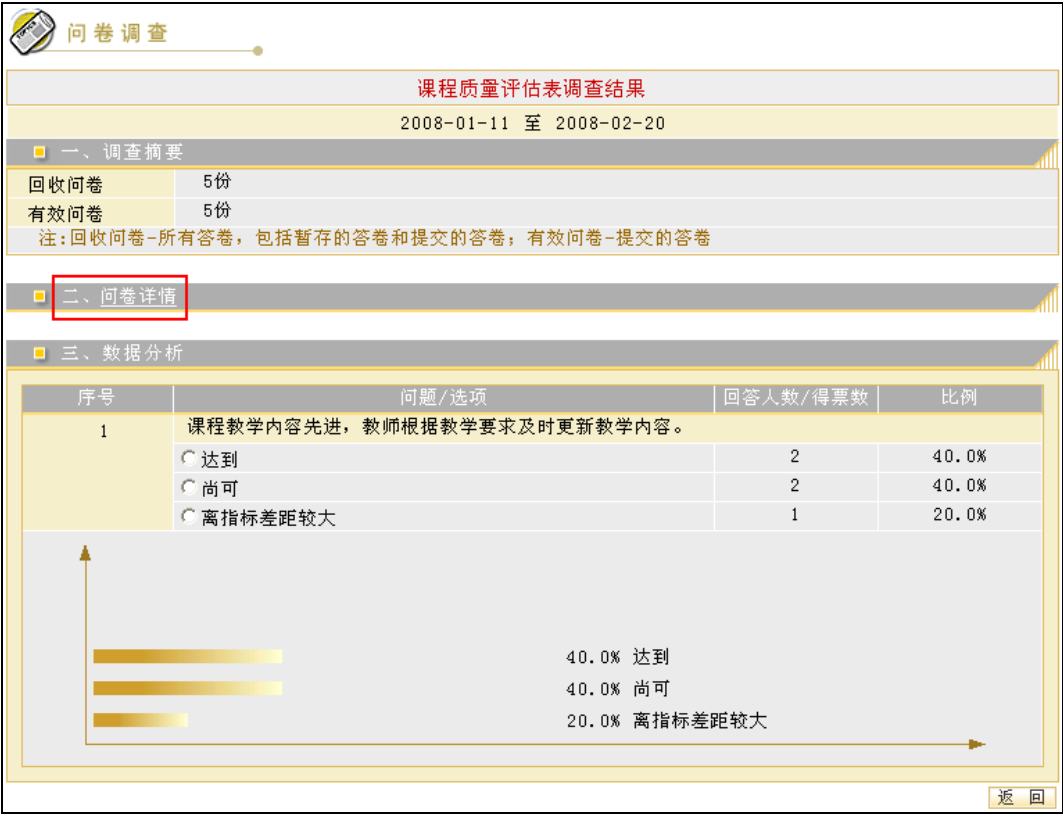 TOPICS
问卷调查
课程质量评估表调查结果
2008-01-11 至 2008-02-20
一、调查摘要
回收问卷 5份
有效问卷 5份
注:回收问卷-所有答卷，包括暂存的答卷和提交的答卷；有效问卷-提交的答卷
二、问卷详情
三、数据分析
序号 问题/选项 回答人数/得票数 比例
1 课程教学内容先进，教师根据教学要求及时更新教学内容。
达到 2 40.0%
尚可 2 40.0%
离指标差距较大 1 20.0%
40.0% 达到
40.0% 尚可
20.0% 离指标差距较大
返 回